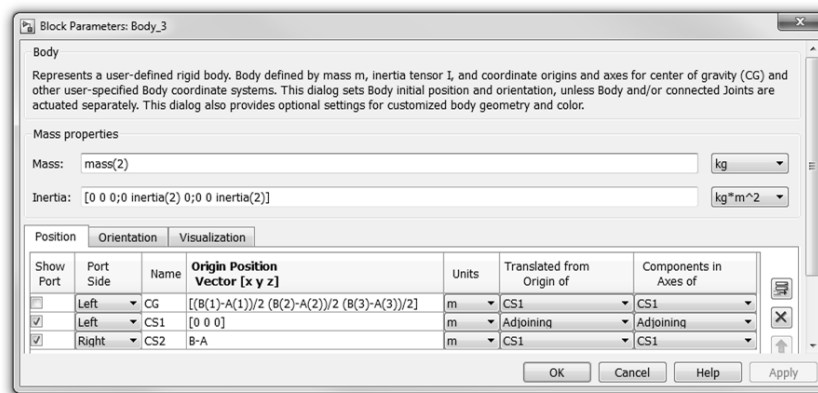 Block Parameters: Body_3
Body
Represents a user-defined rigid body. Body defined by mass m, inertia tensor I, and coordinate origins and axes for center of gravity (CG) and
other user-specified Body coordinate systems. This dialog sets Body initial position and orientation, unless Body and/or connected Joints are
actuated separately. This dialog also provides optional settings for customized body geometry and color.
Mass properties
Mass: mass(2) kg
Inertia: [0 0 0;0 inertia(2) 0;0 0 inertia(2)] kg*m^2
Position Orientation Visualization
Show Port Port Side Name Origin Position Vector [x y z] Units Translated from Origin of Components in Axes of
Left CG [(B(1)-A(1))/2 (B(2)-A(2))/2 (B(3)-A(3))/2] m CS1 CS1
Left CS1 [0 0 0] m Adjoining Adjoining
Right CS2 B-A m CS1 CS1
OK Cancel Help Apply